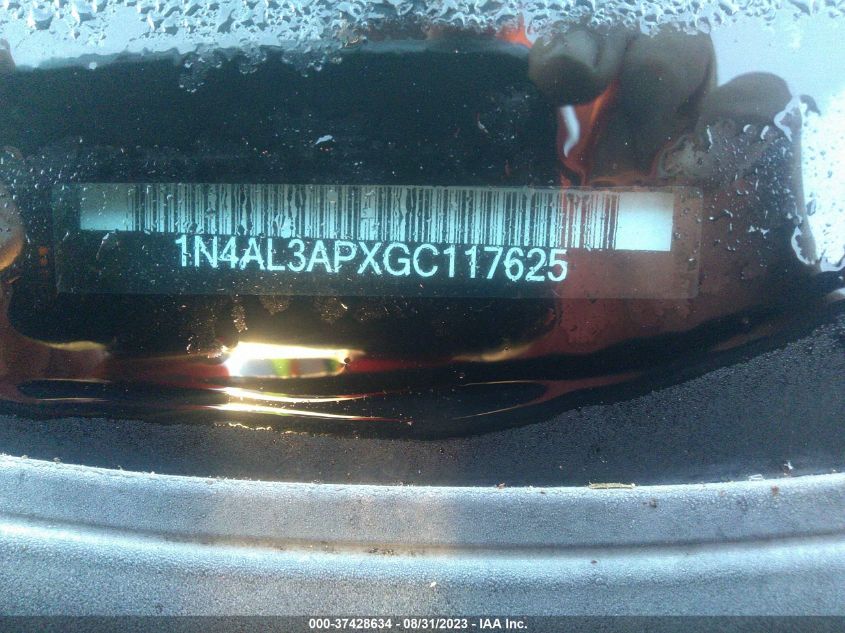 1N4AL3APXGC117625
000-37428634 - 08/31/2023 - IAA Inc.